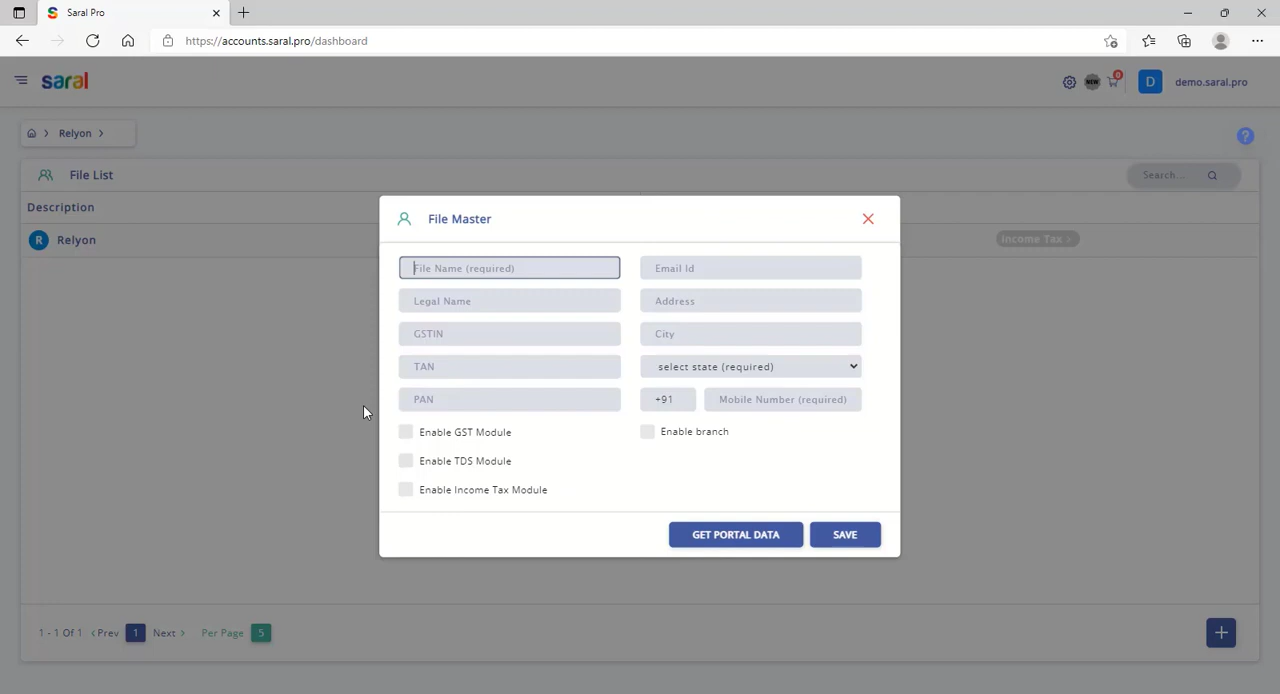 Saral Pro
https://accounts.saral.pro/dashboard
saral
NEW
0
D
demo.saral.pro
Relyon
?
File List
Search...
Description
R Relyon
Income Tax >
File Master
File Name (required)
Email Id
Legal Name
Address
GSTIN
City
TAN
select state (required)
PAN
+91
Mobile Number (required)
Enable GST Module
Enable branch
Enable TDS Module
Enable Income Tax Module
GET PORTAL DATA
SAVE
1 - 1 Of 1 < Prev 1 Next > Per Page 5